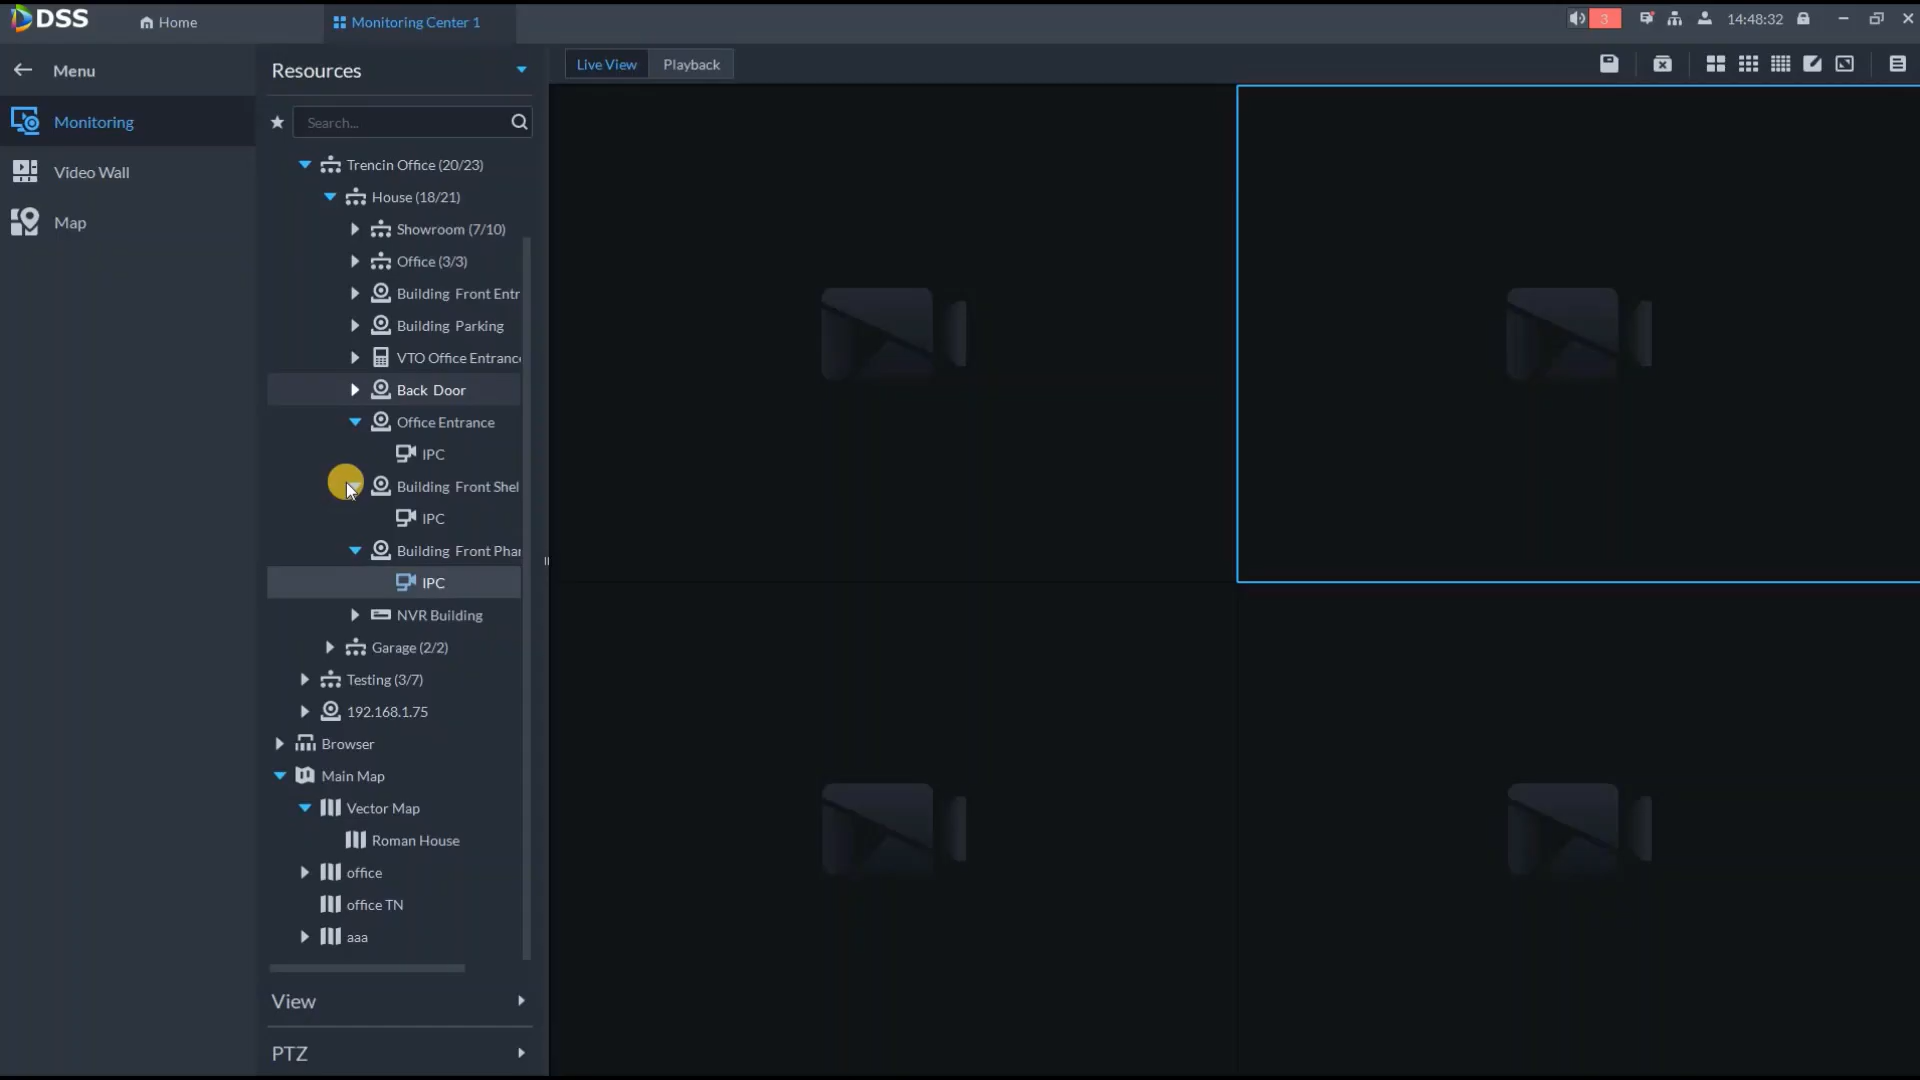 DSS
Home
Monitoring Center 1
3
14:48:32
Menu
Resources
Live View
Playback
Monitoring
Search...
Video Wall
Map
Trencin Office (20/23)
House (18/21)
Showroom (7/10)
Office (3/3)
Building Front Entr
Building Parking
VTO Office Entranc
Back Door
Office Entrance
IPC
Building Front Shel
IPC
Building Front Phar
IPC
NVR Building
Garage (2/2)
Testing (3/7)
192.168.1.75
Browser
Main Map
Vector Map
Roman House
office
office TN
aaa
View
PTZ